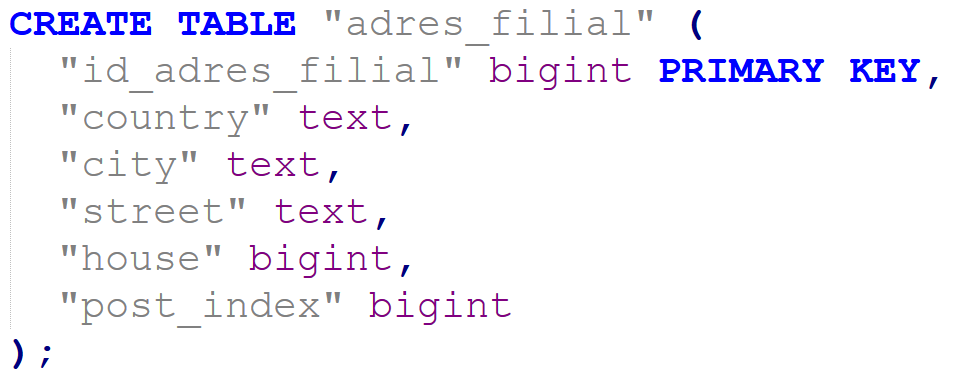 CREATE TABLE "adres_filial" (
  "id_adres_filial" bigint PRIMARY KEY,
  "country" text,
  "city" text,
  "street" text,
  "house" bigint,
  "post_index" bigint
);